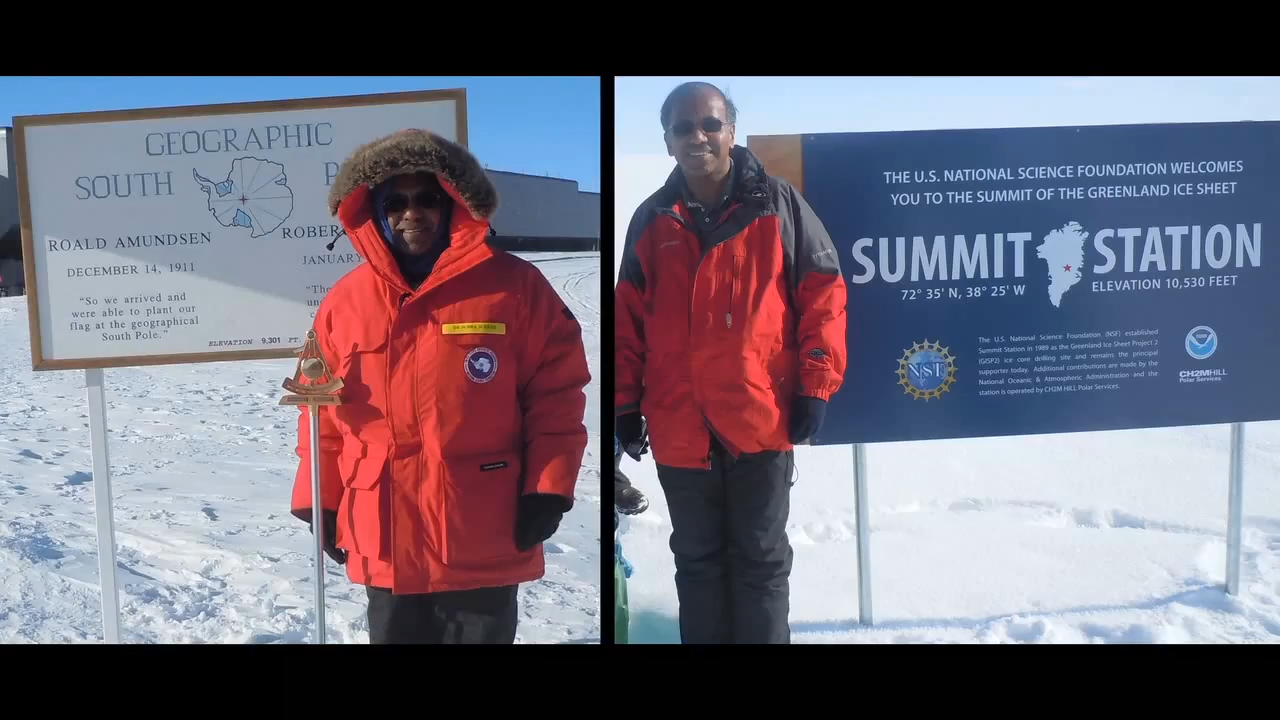 GEOGRAPHIC
SOUTH P
ROALD AMUNDSEN
DECEMBER 14, 1911
"So we arrived and
were able to plant our
flag at the geographical
South Pole."
ROBER
JANUARY
"The
ELEVATION 9,301 FT.
THE U.S. NATIONAL SCIENCE FOUNDATION WELCOMES
YOU TO THE SUMMIT OF THE GREENLAND ICE SHEET
SUMMIT STATION
72° 35' N, 38° 25' W
ELEVATION 10,530 FEET
The U.S. National Science Foundation (NSF) established
Summit Station in 1989 as the Greenland Ice Sheet Project 2
(GISP2) ice core drilling site and remains the principal
supporter today. Additional contributions are made by the
National Oceanic & Atmospheric Administration and the
station is operated by CH2M HILL Polar Services.
NSF
CH2MHILL
Polar Services